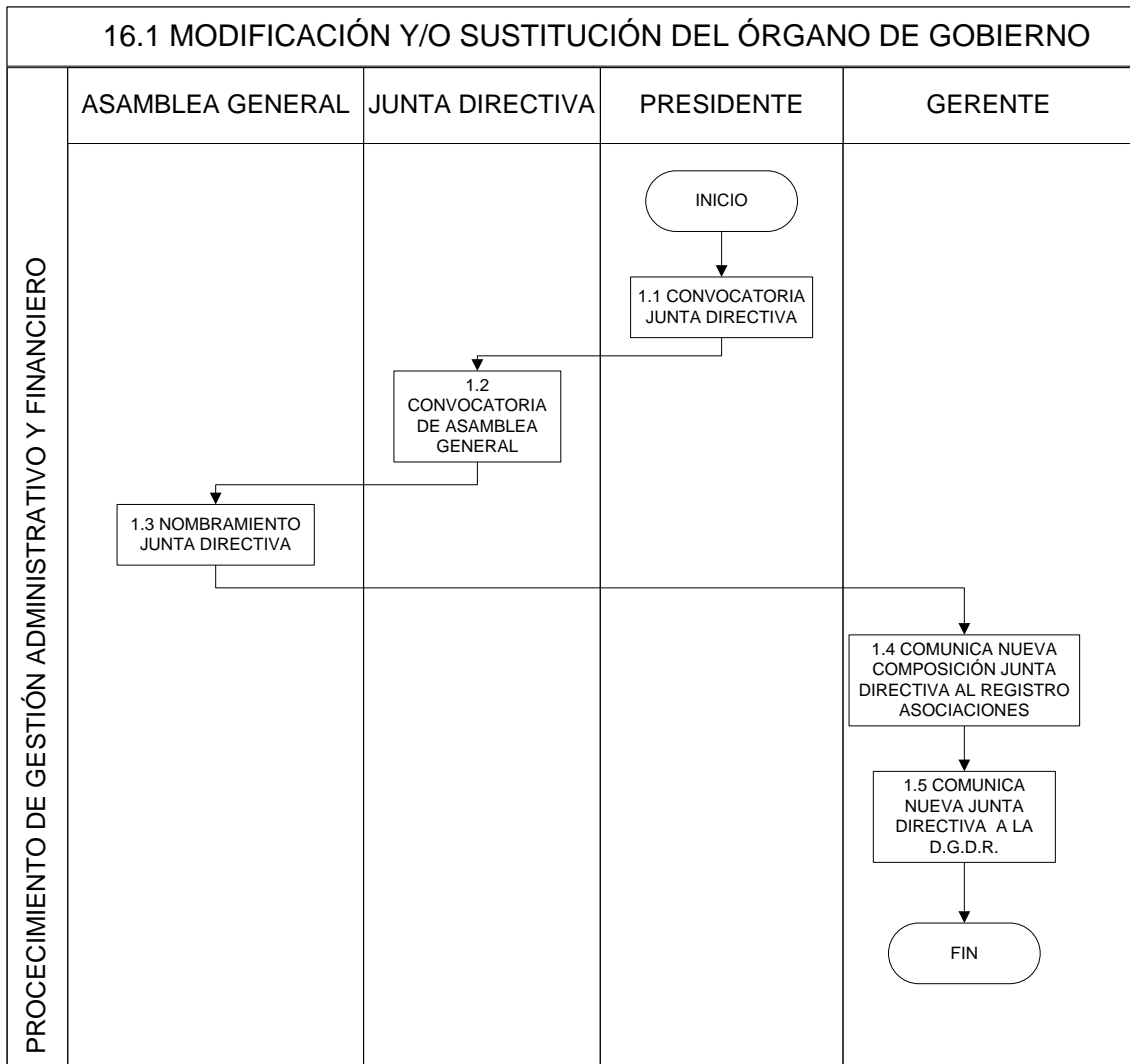 16.1 MODIFICACIÓN Y/O SUSTITUCIÓN DEL ÓRGANO DE GOBIERNO
PROCECIMIENTO DE GESTIÓN ADMINISTRATIVO Y FINANCIERO
ASAMBLEA GENERAL
JUNTA DIRECTIVA
PRESIDENTE
GERENTE
INICIO
1.1 CONVOCATORIA
JUNTA DIRECTIVA
1.2
CONVOCATORIA
DE ASAMBLEA
GENERAL
1.3 NOMBRAMIENTO
JUNTA DIRECTIVA
1.4 COMUNICA NUEVA
COMPOSICIÓN JUNTA
DIRECTIVA AL REGISTRO
ASOCIACIONES
1.5 COMUNICA
NUEVA JUNTA
DIRECTIVA A LA
D.G.D.R.
FIN